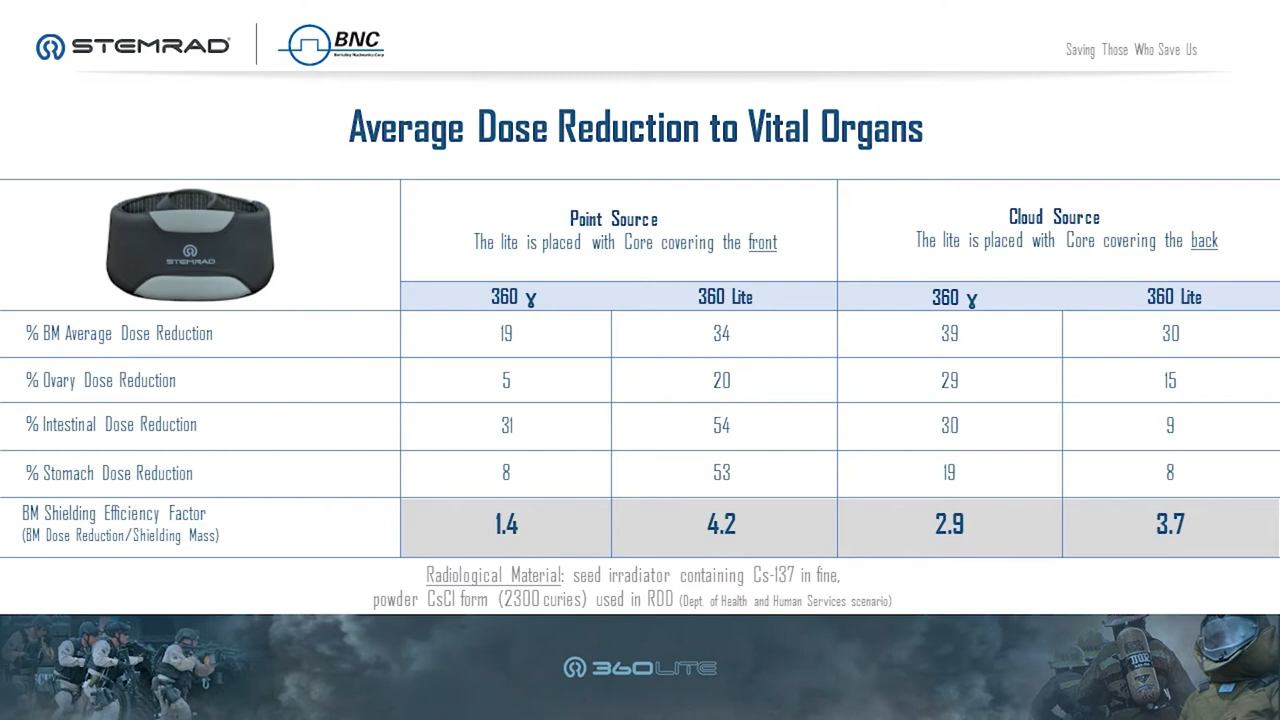 STEMRAD
BNC
Berkeley Nucleonics Corp
Saving Those Who Save Us
Average Dose Reduction to Vital Organs
STEMRAD
Point Source
The lite is placed with Core covering the front
Cloud Source
The lite is placed with Core covering the back
360 ɣ 360 Lite 360 ɣ 360 Lite
% BM Average Dose Reduction 19 34 39 30
% Ovary Dose Reduction 5 20 29 15
% Intestinal Dose Reduction 31 54 30 9
% Stomach Dose Reduction 8 53 19 8
BM Shielding Efficiency Factor
(BM Dose Reduction/Shielding Mass) 1.4 4.2 2.9 3.7
Radiological Material: seed irradiator containing Cs-137 in fine,
powder CsCl form (2300 curies) used in RDD (Dept. of Health and Human Services scenario)
360LITE